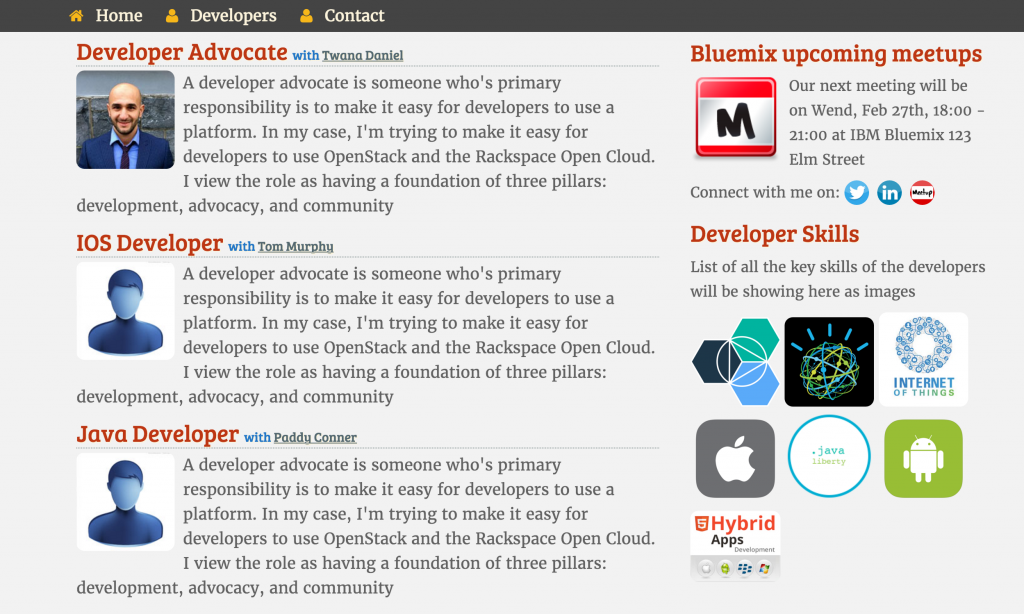 Home Developers Contact
Developer Advocate with Twana Daniel
A developer advocate is someone who's primary
responsibility is to make it easy for developers to use a
platform. In my case, I'm trying to make it easy for
developers to use OpenStack and the Rackspace Open Cloud.
I view the role as having a foundation of three pillars:
development, advocacy, and community
IOS Developer with Tom Murphy
A developer advocate is someone who's primary
responsibility is to make it easy for developers to use a
platform. In my case, I'm trying to make it easy for
developers to use OpenStack and the Rackspace Open Cloud.
I view the role as having a foundation of three pillars:
development, advocacy, and community
Java Developer with Paddy Conner
A developer advocate is someone who's primary
responsibility is to make it easy for developers to use a
platform. In my case, I'm trying to make it easy for
developers to use OpenStack and the Rackspace Open Cloud.
I view the role as having a foundation of three pillars:
development, advocacy, and community
Bluemix upcoming meetups
M
Our next meeting will be
on Wend, Feb 27th, 18:00 -
21:00 at IBM Bluemix 123
Elm Street
Connect with me on: in Meetup
Developer Skills
List of all the key skills of the developers
will be showing here as images
INTERNET
OF THINGS
.java
liberty
5 Hybrid
Apps
Development